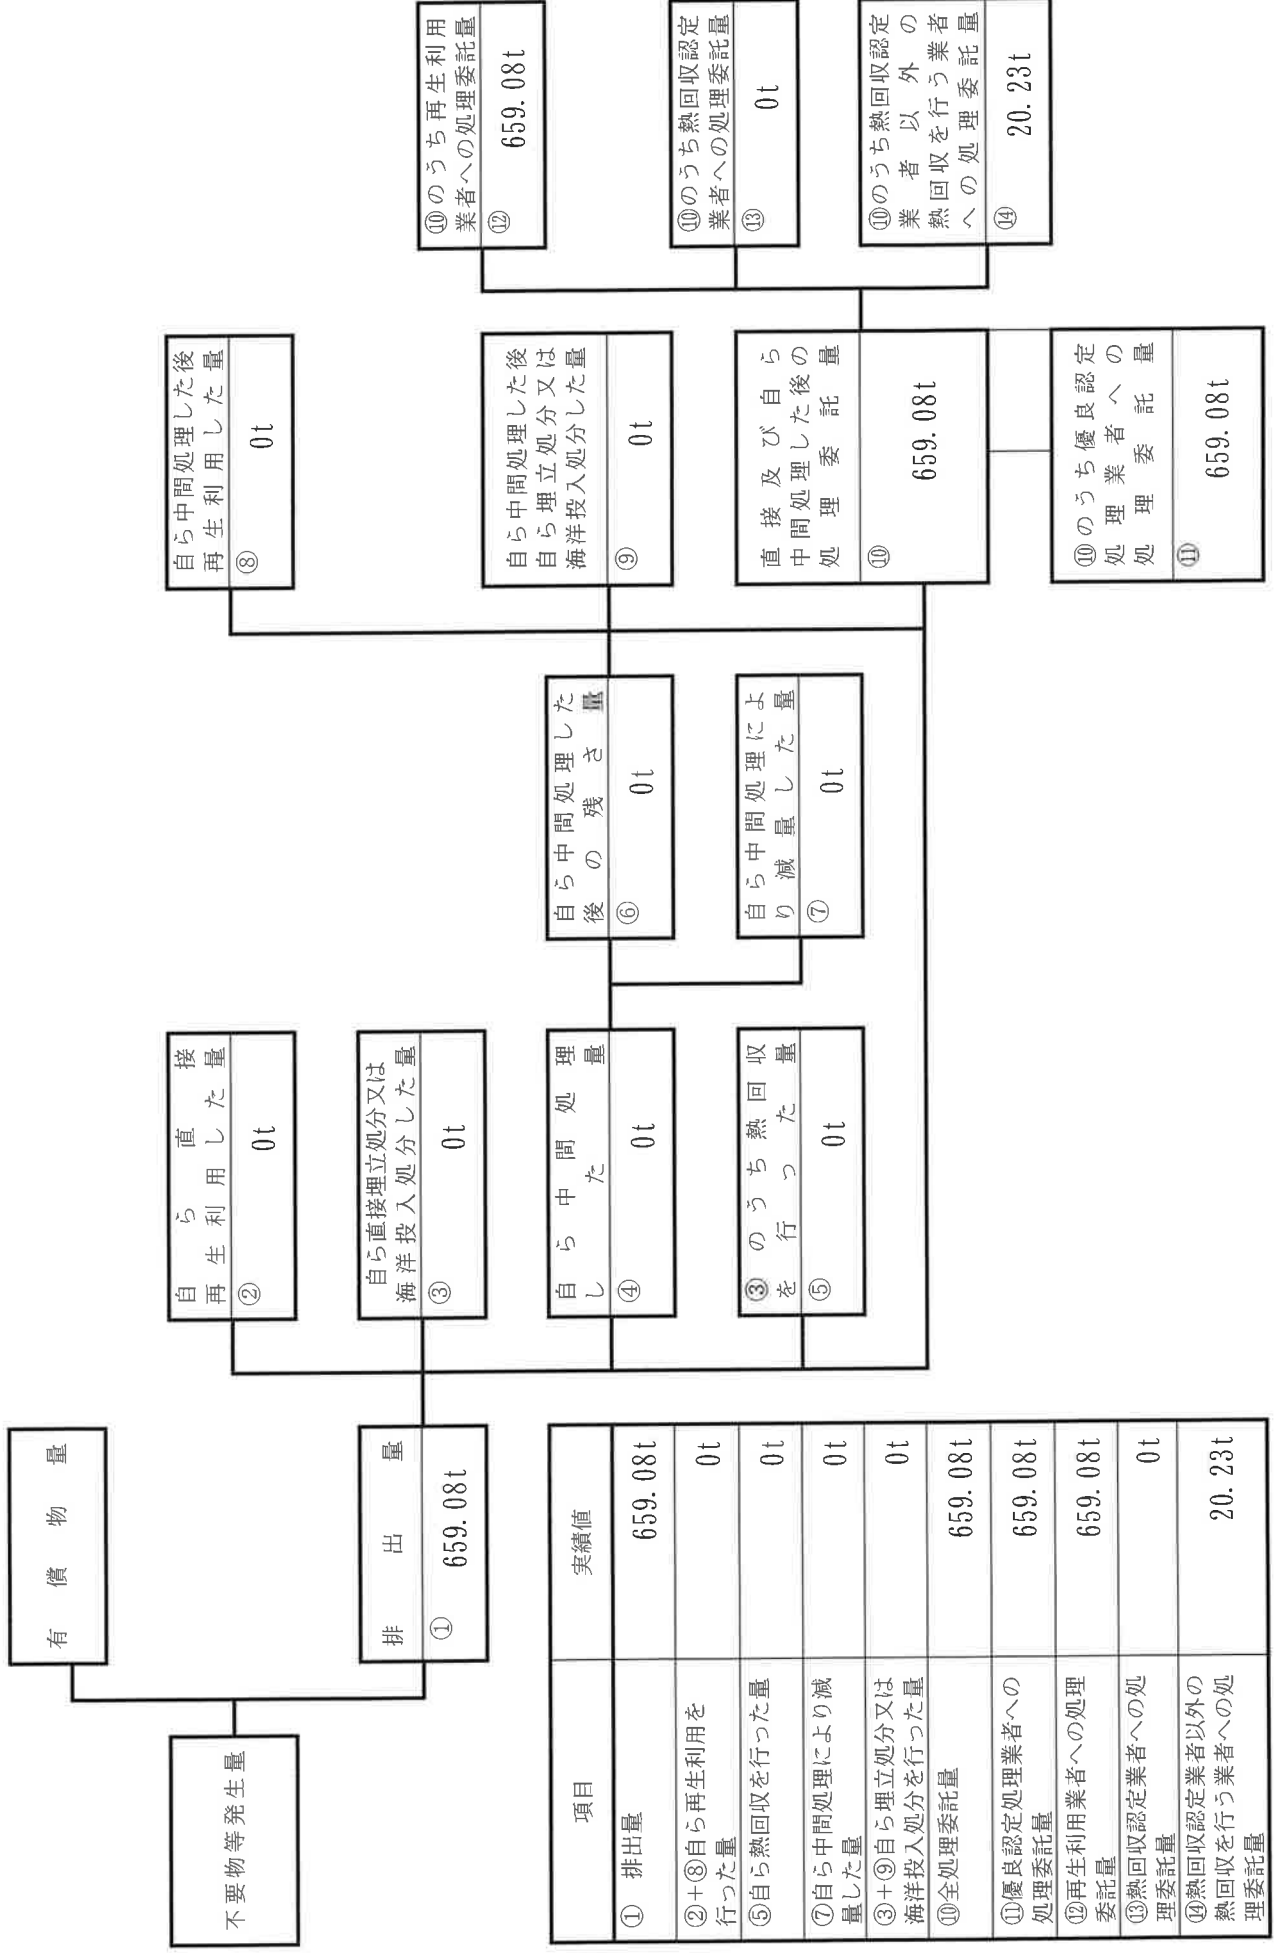 不要物等発生量
有償物量
排出量
① 659.08t
自ら直接
再生利用した量
② 0t
自ら直接埋立処分又は
海洋投入処分した量
③ 0t
自ら中間処理
した量
④ 0t
③のうち熱回収
を行った量
⑤ 0t
自ら中間処理した
後の残さ量
⑥ 0t
自ら中間処理によ
り減量した量
⑦ 0t
自ら中間処理した後
再生利用した量
⑧ 0t
自ら中間処理した後
自ら埋立処分又は
海洋投入処分した量
⑨ 0t
直接及び自ら
中間処理した後の
処理委託量
⑩ 659.08t
⑩のうち優良認定
処理業者への
処理委託量
⑪ 659.08t
⑩のうち再生利用
業者への処理委託量
⑫ 659.08t
⑩のうち熱回収認定
業者への処理委託量
⑬ 0t
⑩のうち熱回収認定
業者以外の
熱回収を行う業者
への処理委託量
⑭ 20.23t
項目 実績値
① 排出量 659.08t
②+⑧自ら再生利用を
行った量 0t
⑤自ら熱回収を行った量 0t
⑦自ら中間処理により減
量した量 0t
③+⑨自ら埋立処分又は
海洋投入処分を行った量 0t
⑩全処理委託量 659.08t
⑪優良認定処理業者への
処理委託量 659.08t
⑫再生利用業者への処理
委託量 659.08t
⑬熱回収認定業者への処
理委託量 0t
⑭熱回収認定業者以外の
熱回収を行う業者への処
理委託量 20.23t